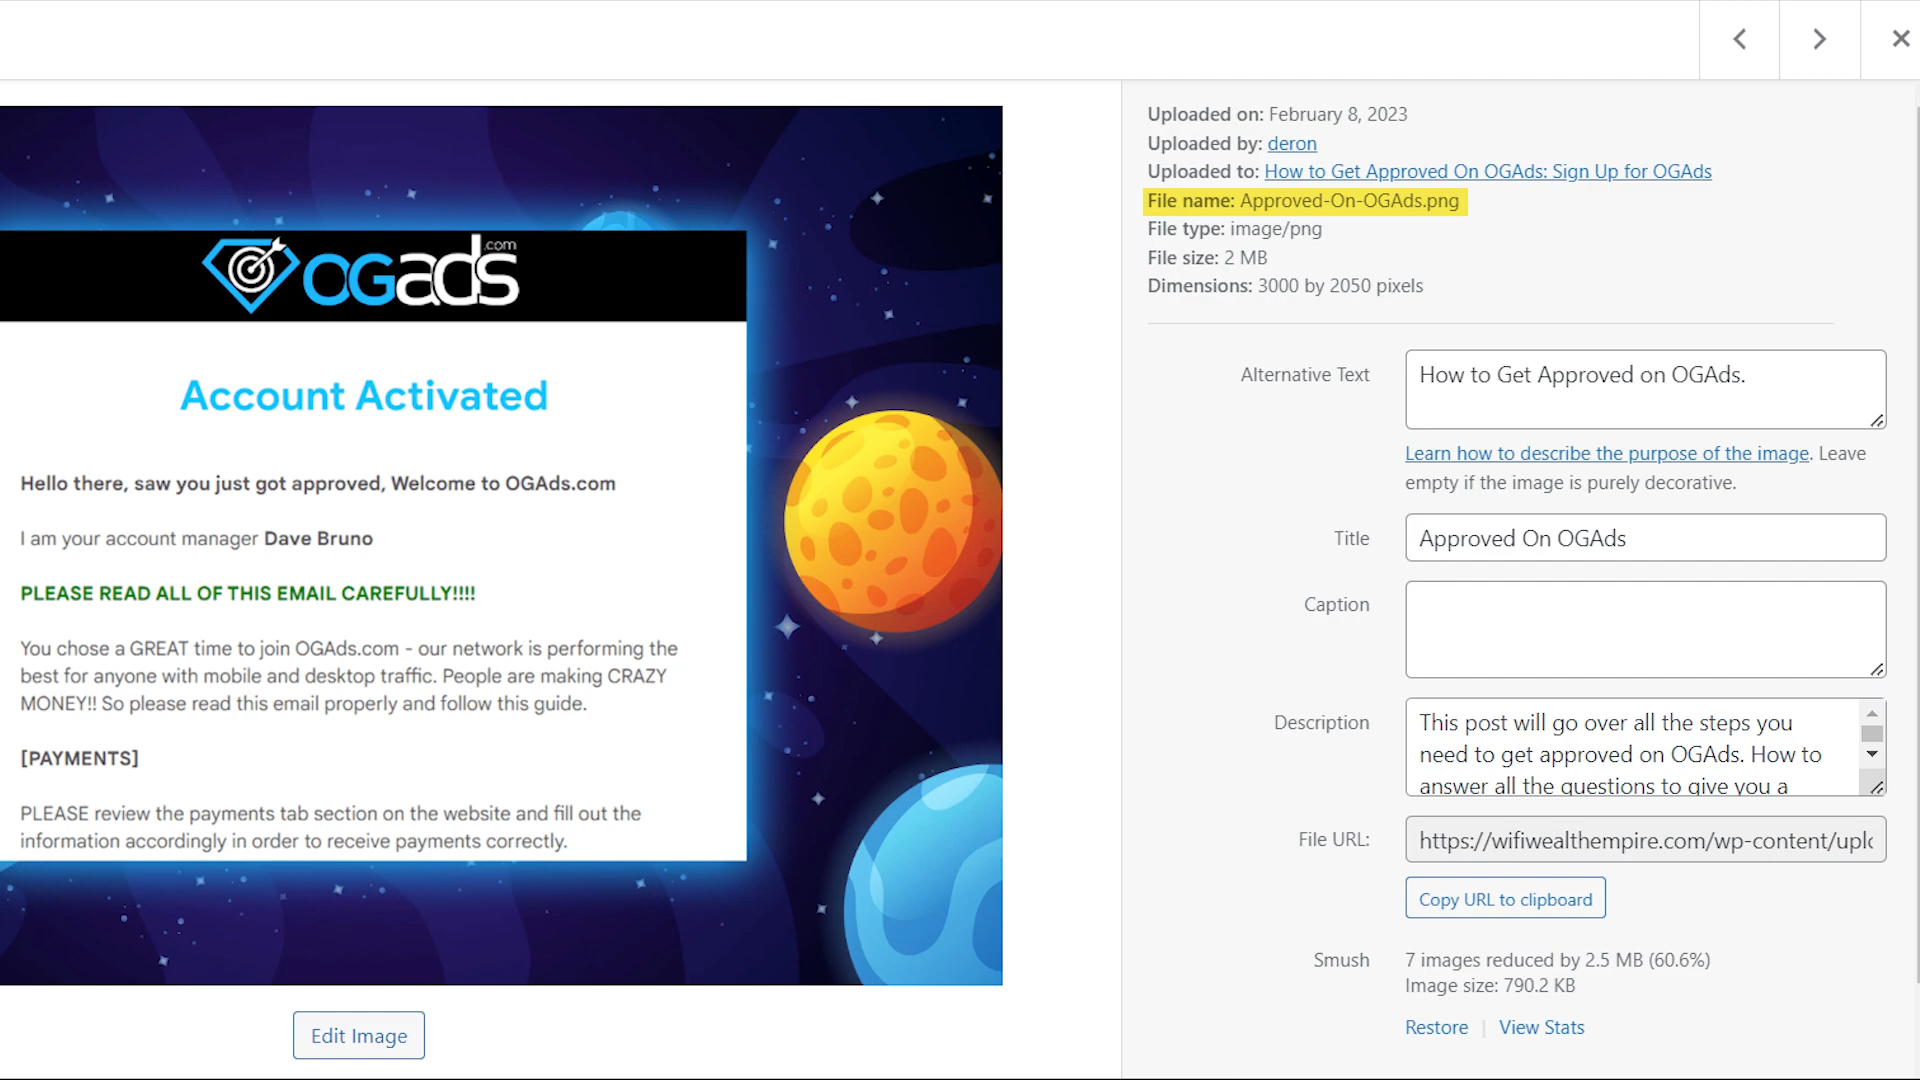 Uploaded on: February 8, 2023
Uploaded by: deron
Uploaded to: How to Get Approved On OGAds: Sign Up for OGAds
File name: Approved-On-OGAds.png
File type: image/png
File size: 2 MB
Dimensions: 3000 by 2050 pixels
OGads.com
Account Activated
Hello there, saw you just got approved, Welcome to OGAds.com
I am your account manager Dave Bruno
PLEASE READ ALL OF THIS EMAIL CAREFULLY!!!!
You chose a GREAT time to join OGAds.com - our network is performing the
best for anyone with mobile and desktop traffic. People are making CRAZY
MONEY!! So please read this email properly and follow this guide.
[PAYMENTS]
PLEASE review the payments tab section on the website and fill out the
information accordingly in order to receive payments correctly.
Edit Image
Alternative Text
How to Get Approved on OGAds.
Learn how to describe the purpose of the image. Leave
empty if the image is purely decorative.
Title
Approved On OGAds
Caption
Description
This post will go over all the steps you
need to get approved on OGAds. How to
answer all the questions to give you a
File URL:
https://wifiwealthempire.com/wp-content/uplo
Copy URL to clipboard
Smush
7 images reduced by 2.5 MB (60.6%)
Image size: 790.2 KB
Restore | View Stats